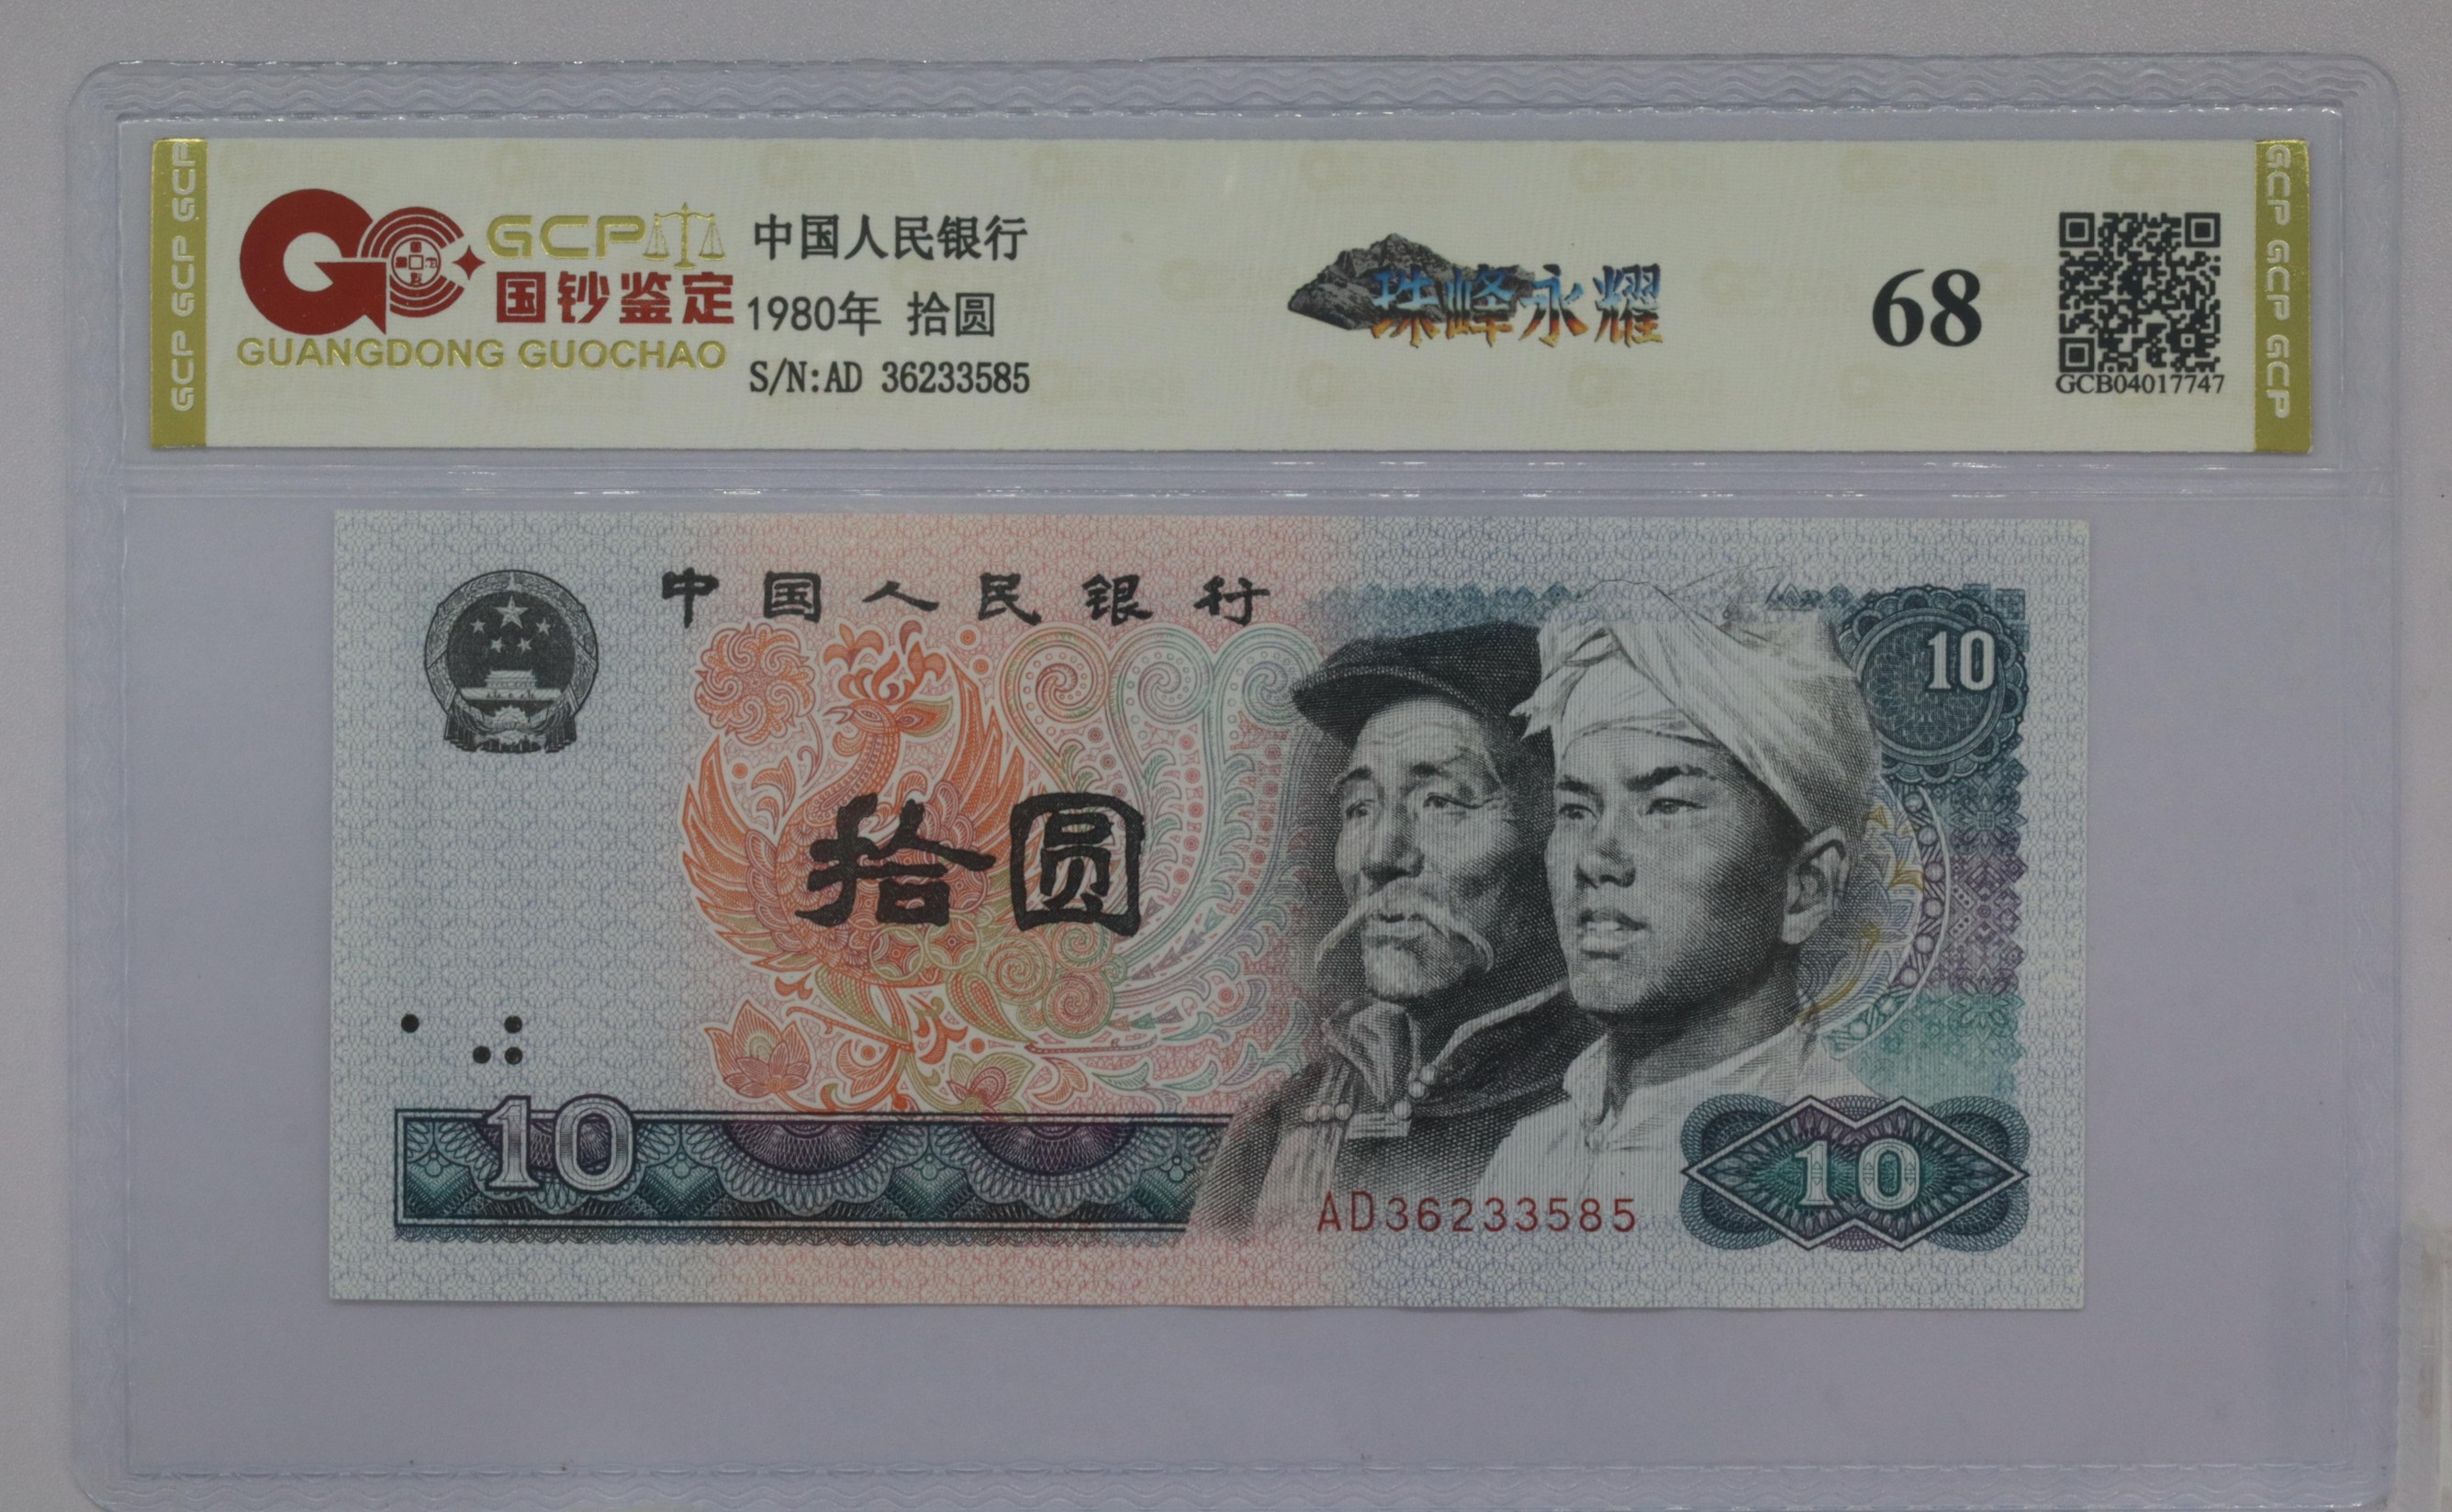 GCP GCP GCP
GCP
国钞鉴定
GUANGDONG GUOCHAO
中国人民银行
1980年 拾圆
S/N:AD 36233585
珠峰永耀
68
GCB04017747
GCP GCP GCP
中国人民银行
10
拾圆
10
AD36233585
10